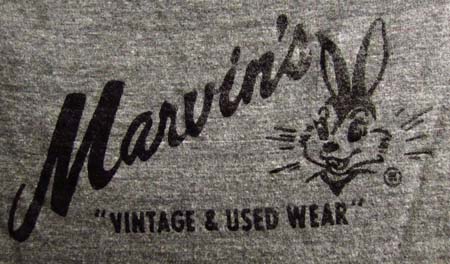 Marvin's
®
"VINTAGE & USED WEAR"